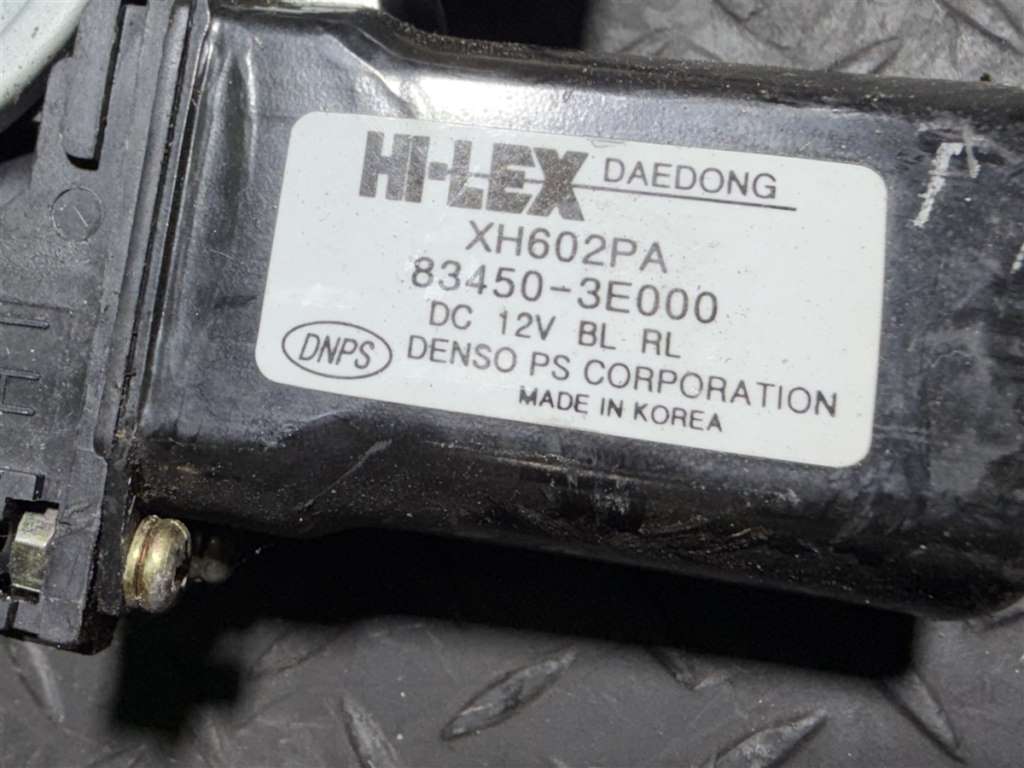 HI-LEX DAEDONG
XH602PA
83450-3E000
DC 12V BL RL
DNPS DENSO PS CORPORATION
MADE IN KOREA